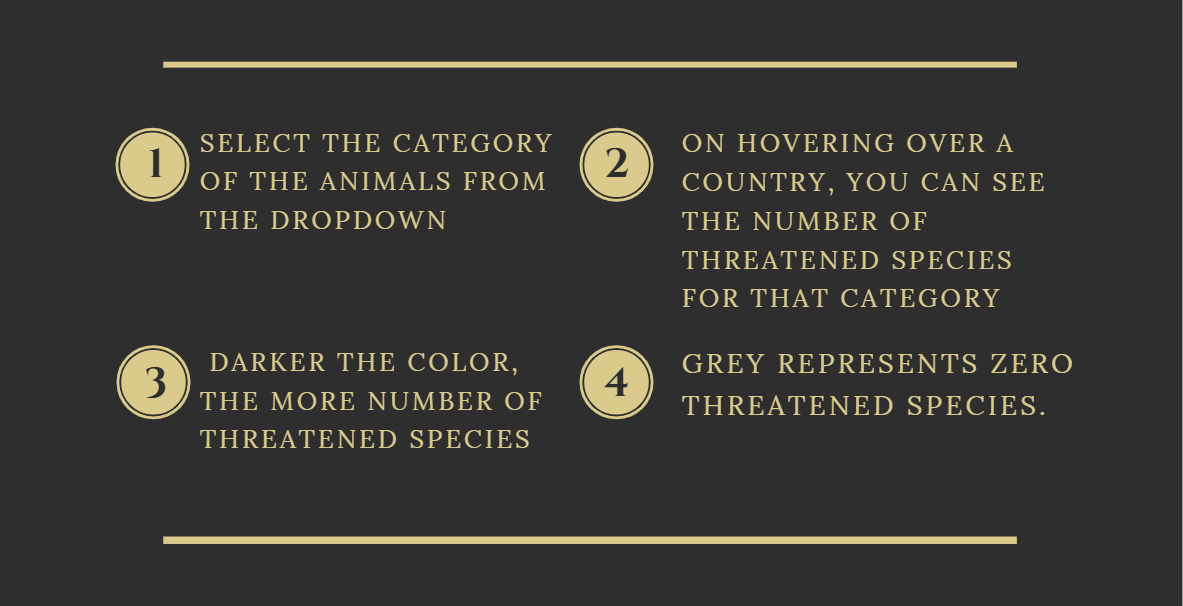 1
SELECT THE CATEGORY
OF THE ANIMALS FROM
THE DROPDOWN
2
ON HOVERING OVER A
COUNTRY, YOU CAN SEE
THE NUMBER OF
THREATENED SPECIES
FOR THAT CATEGORY
3
DARKER THE COLOR,
THE MORE NUMBER OF
THREATENED SPECIES
4
GREY REPRESENTS ZERO
THREATENED SPECIES.